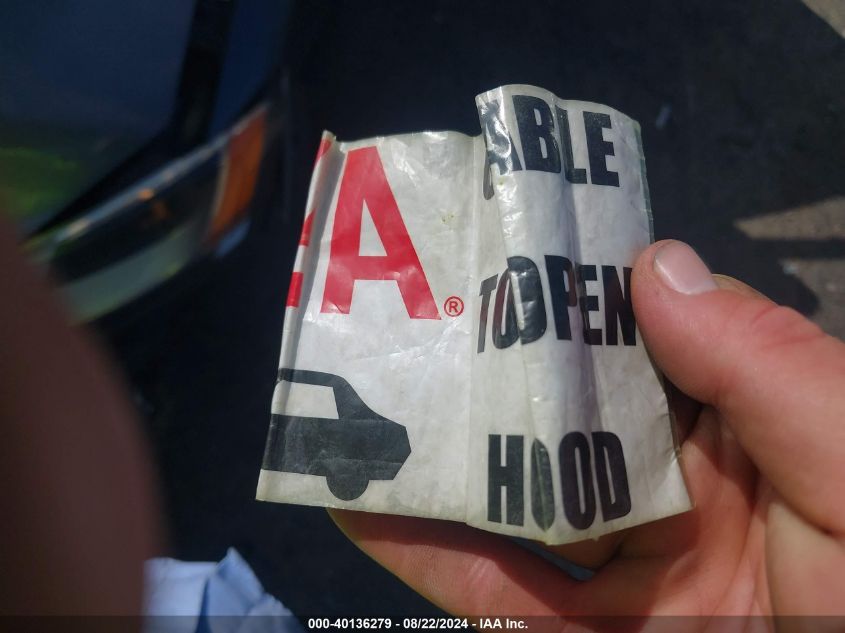 A®
ABLE
TO OPEN
HOOD
000-40136279 - 08/22/2024 - IAA Inc.